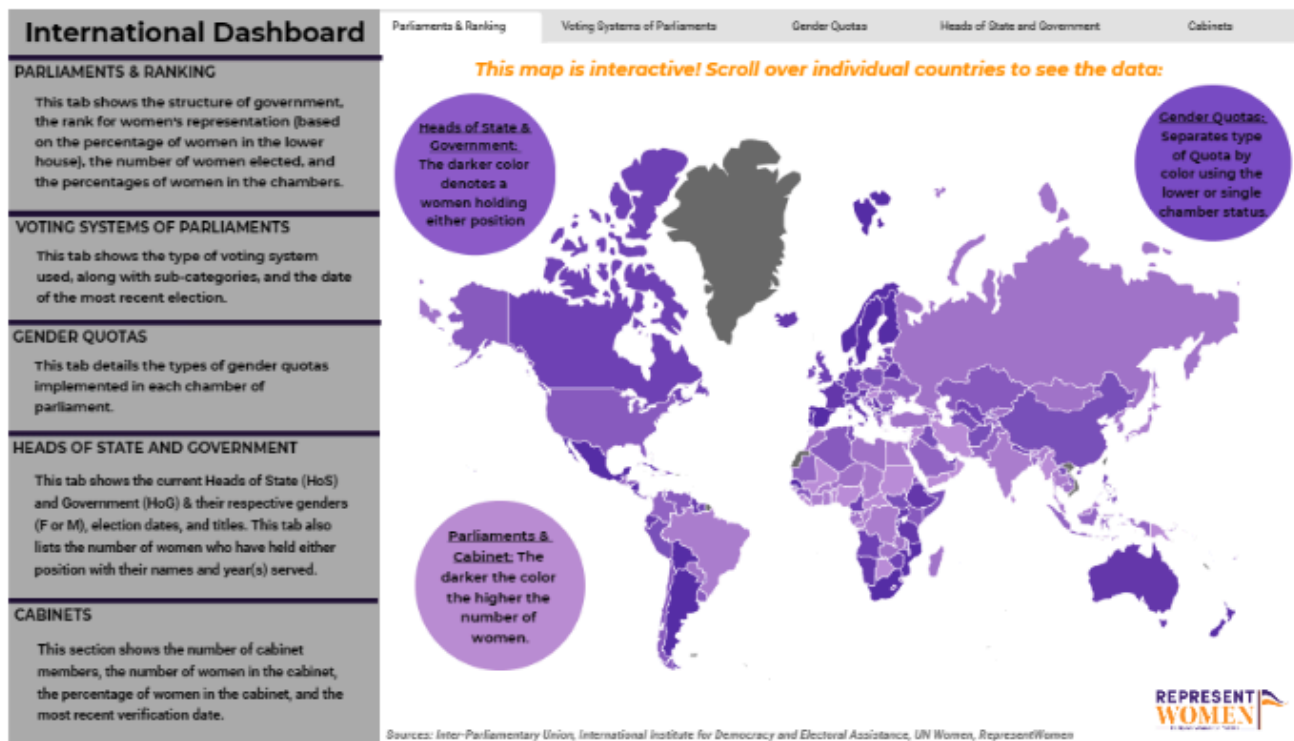 International Dashboard
PARLIAMENTS & RANKING
This tab shows the structure of government,
the rank for women's representation (based
on the percentage of women in the lower
house), the number of women elected, and
the percentages of women in the chambers.
VOTING SYSTEMS OF PARLIAMENTS
This tab shows the type of voting system
used, along with sub-categories, and the date
of the most recent election.
GENDER QUOTAS
This tab details the types of gender quotas
implemented in each chamber of
parliament.
HEADS OF STATE AND GOVERNMENT
This tab shows the current Heads of State (HoS)
and Government (HoG) & their respective genders
(F or M), election dates, and titles. This tab also
lists the number of women who have held either
position with their names and year(s) served.
CABINETS
This section shows the number of cabinet
members, the number of women in the cabinet,
the percentage of women in the cabinet, and the
most recent verification date.
Parliaments & Ranking
Voting Systems of Parliaments
Gender Quotas
Heads of State and Government
Cabinets
This map is interactive! Scroll over individual countries to see the data:
Heads of State &
Government:
The darker color
denotes a
women holding
either position
Gender Quotas:
Separates type
of Quota by
color using the
lower or single
chamber status.
Parliaments &
Cabinet: The
darker the color
the higher the
number of
women.
REPRESENT
WOMEN
Sources: Inter-Parliamentary Union, International Institute for Democracy and Electoral Assistance, UN Women, RepresentWomen